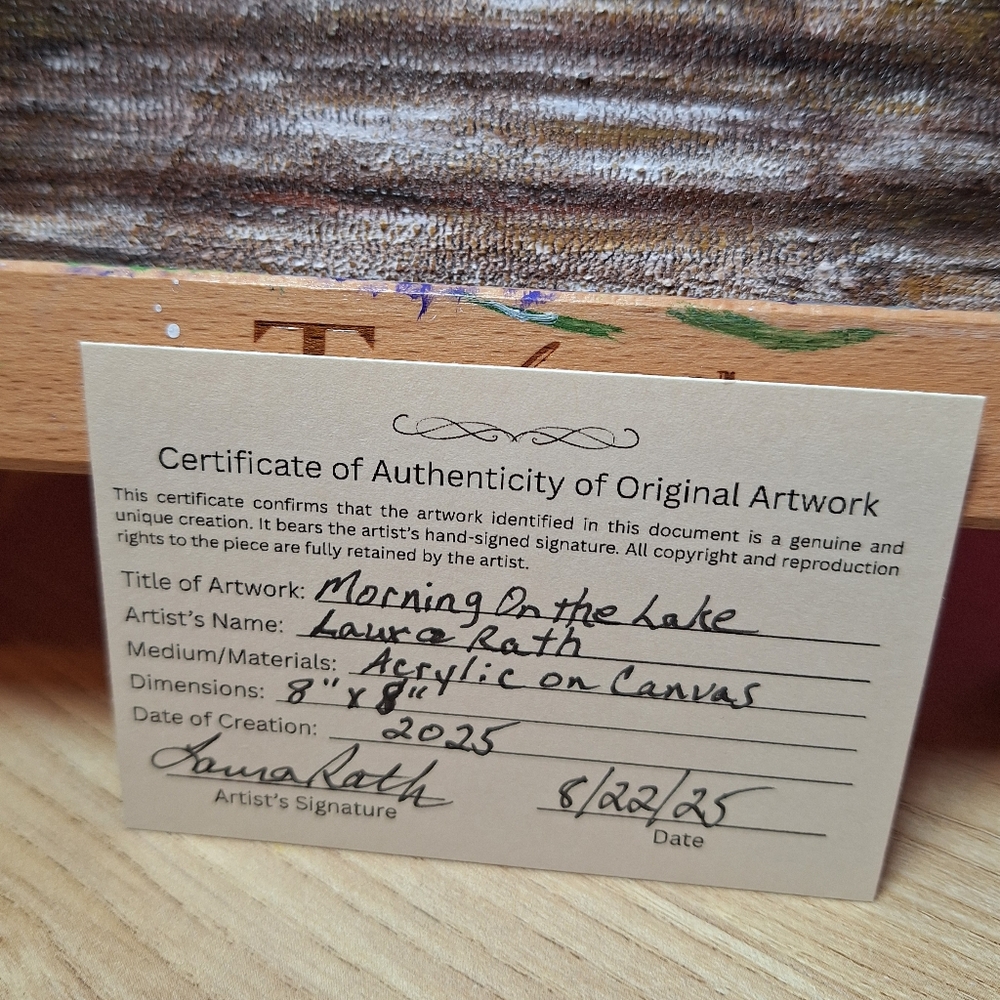 T
™
Certificate of Authenticity of Original Artwork
This certificate confirms that the artwork identified in this document is a genuine and
unique creation. It bears the artist's hand-signed signature. All copyright and reproduction
rights to the piece are fully retained by the artist.
Title of Artwork: Morning On the Lake
Artist's Name: Laura Rath
Medium/Materials: Acrylic on Canvas
Dimensions: 8" x 8"
Date of Creation: 2025
Laura Rath 8/22/25
Artist's Signature Date